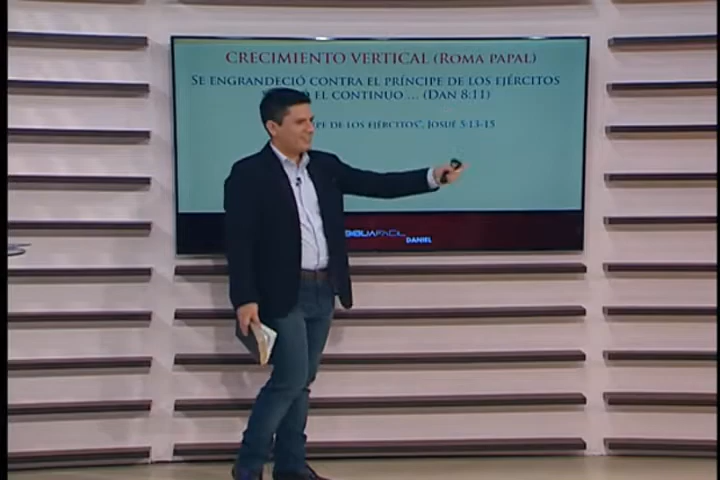 CRECIMIENTO VERTICAL (ROMA PAPAL)
SE ENGRANDECIÓ CONTRA EL PRÍNCIPE DE LOS EJÉRCITOS
EL CONTINUO ... (DAN 8:11)
DE LOS EJÉRCITOS", JOSUÉ 5:13-15
BIBLIAFACIL
DANIEL